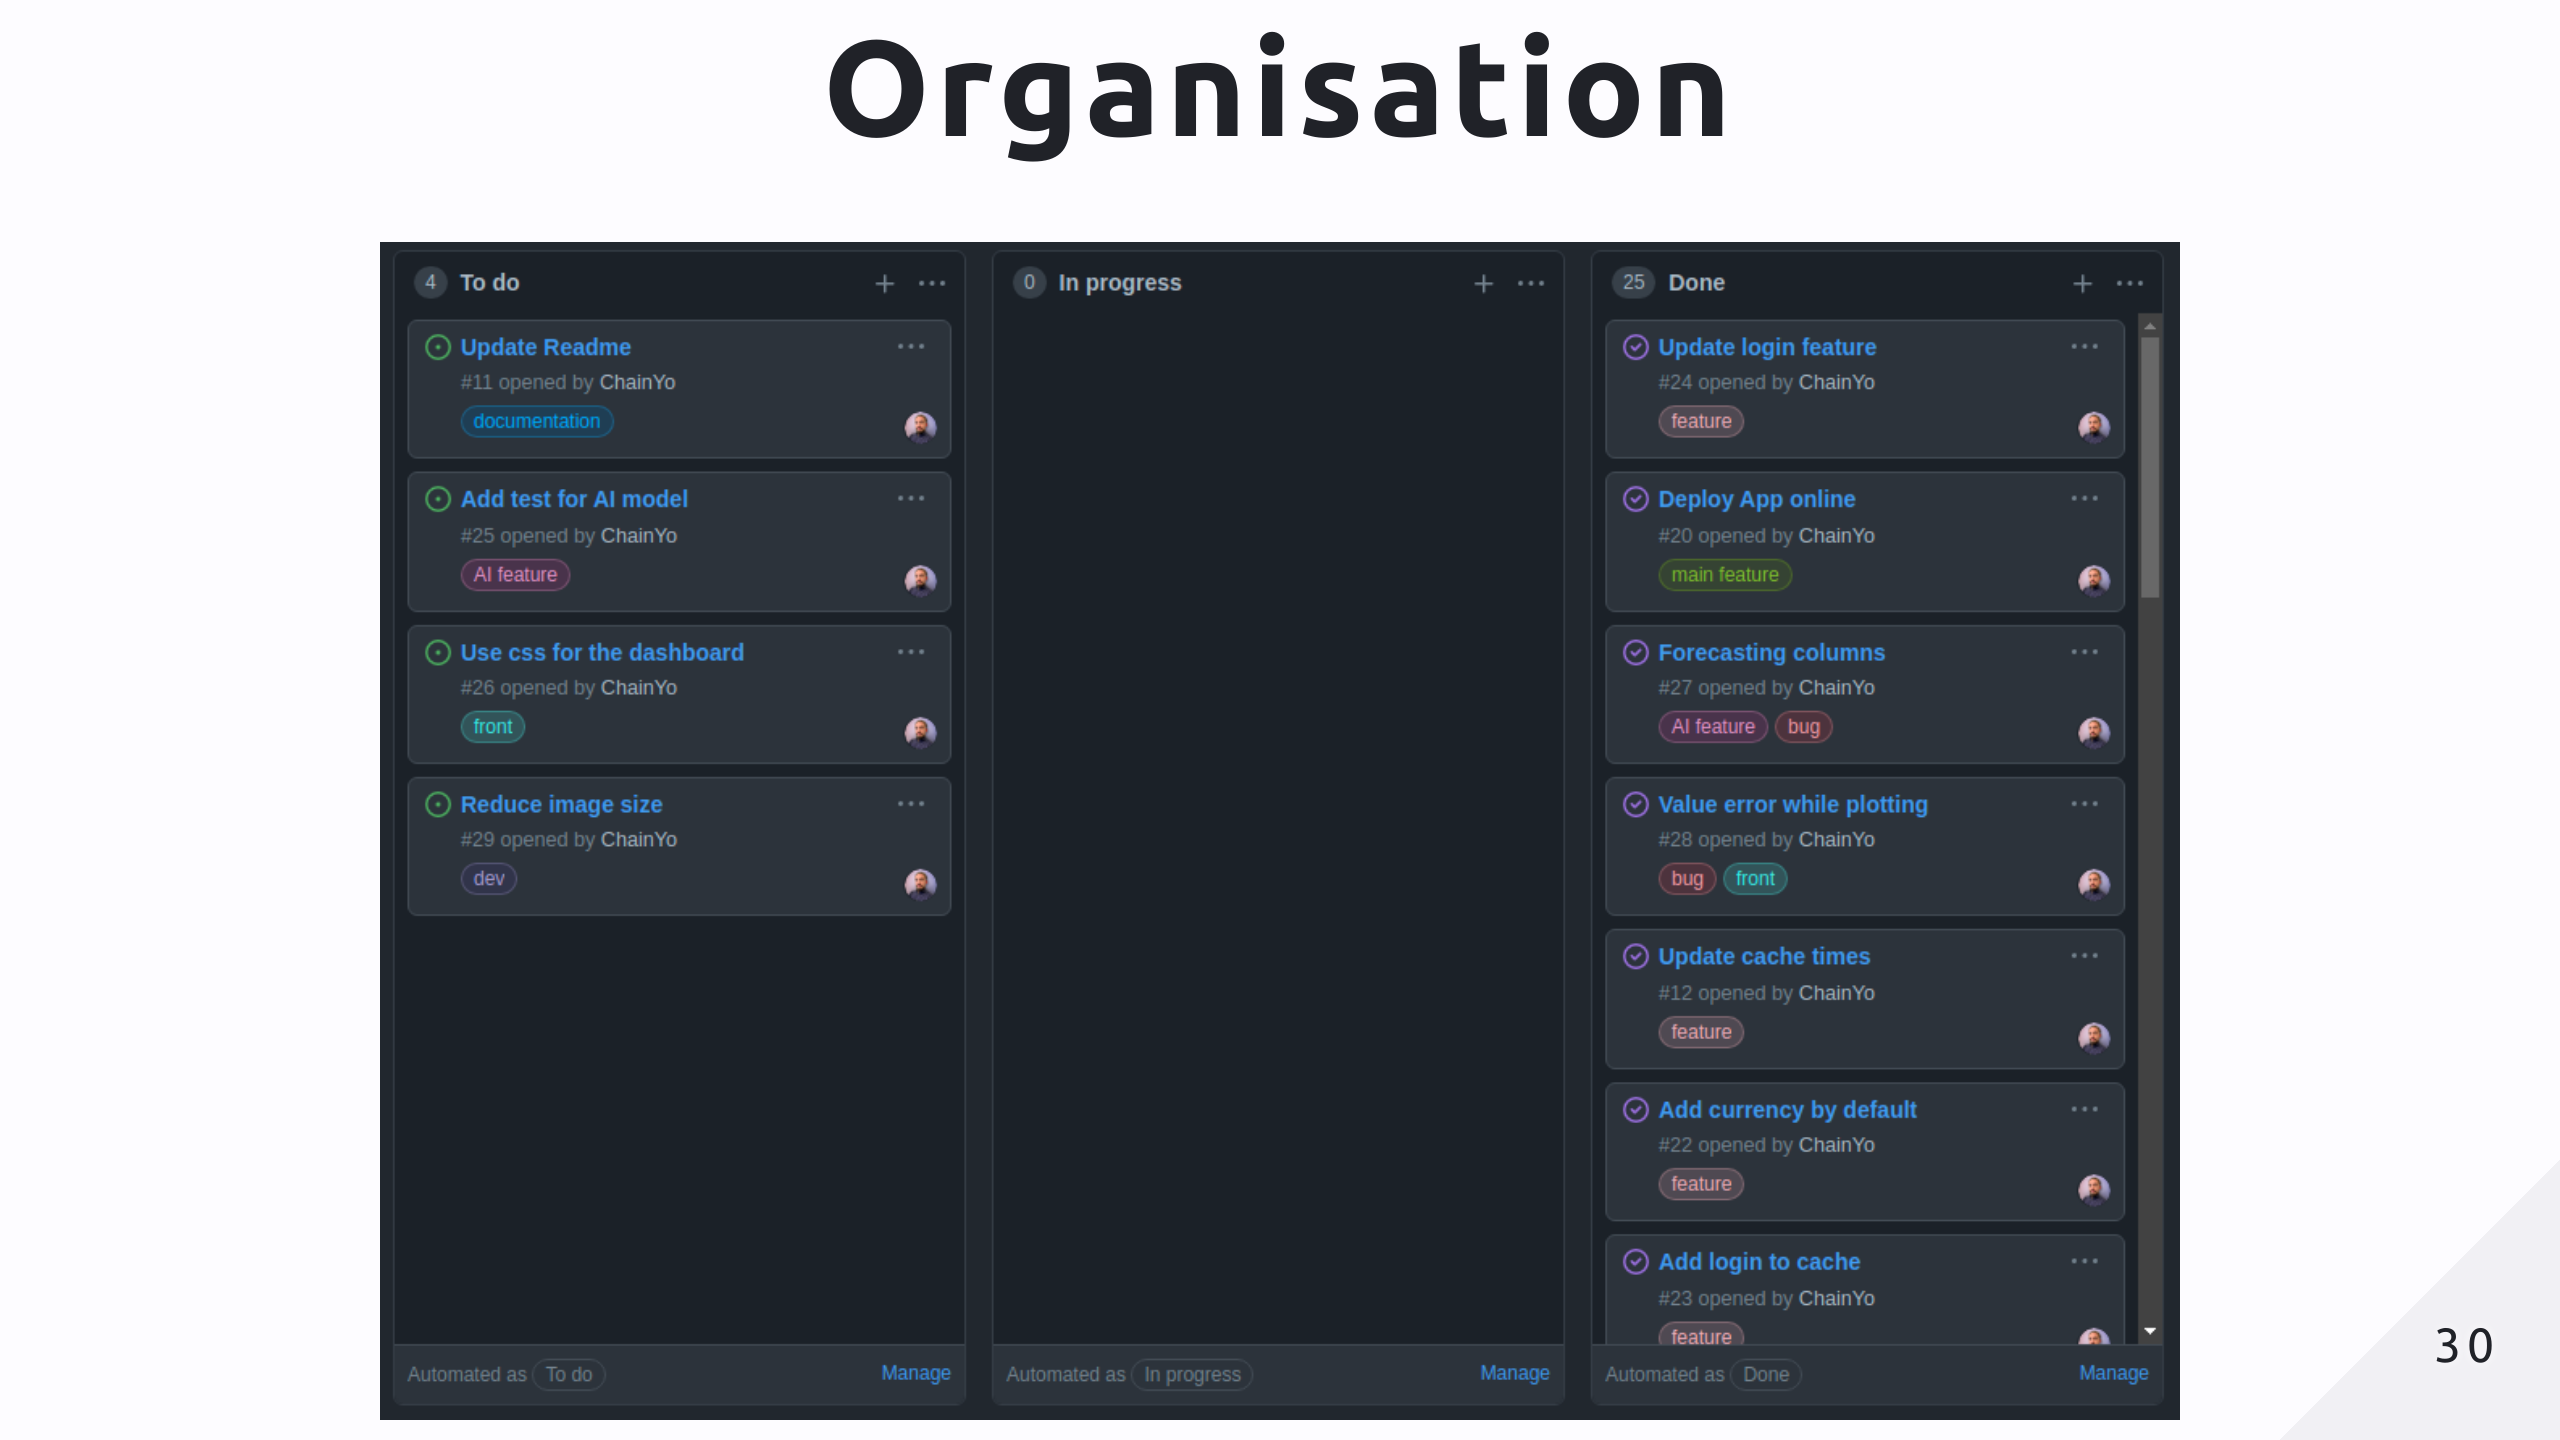 Organisation
4 To do
Update Readme
#11 opened by ChainYo
documentation
Add test for AI model
#25 opened by ChainYo
AI feature
Use css for the dashboard
#26 opened by ChainYo
front
Reduce image size
#29 opened by ChainYo
dev
Automated as To do Manage
0 In progress
Automated as In progress Manage
25 Done
Update login feature
#24 opened by ChainYo
feature
Deploy App online
#20 opened by ChainYo
main feature
Forecasting columns
#27 opened by ChainYo
AI feature bug
Value error while plotting
#28 opened by ChainYo
bug front
Update cache times
#12 opened by ChainYo
feature
Add currency by default
#22 opened by ChainYo
feature
Add login to cache
#23 opened by ChainYo
feature
Automated as Done Manage
30